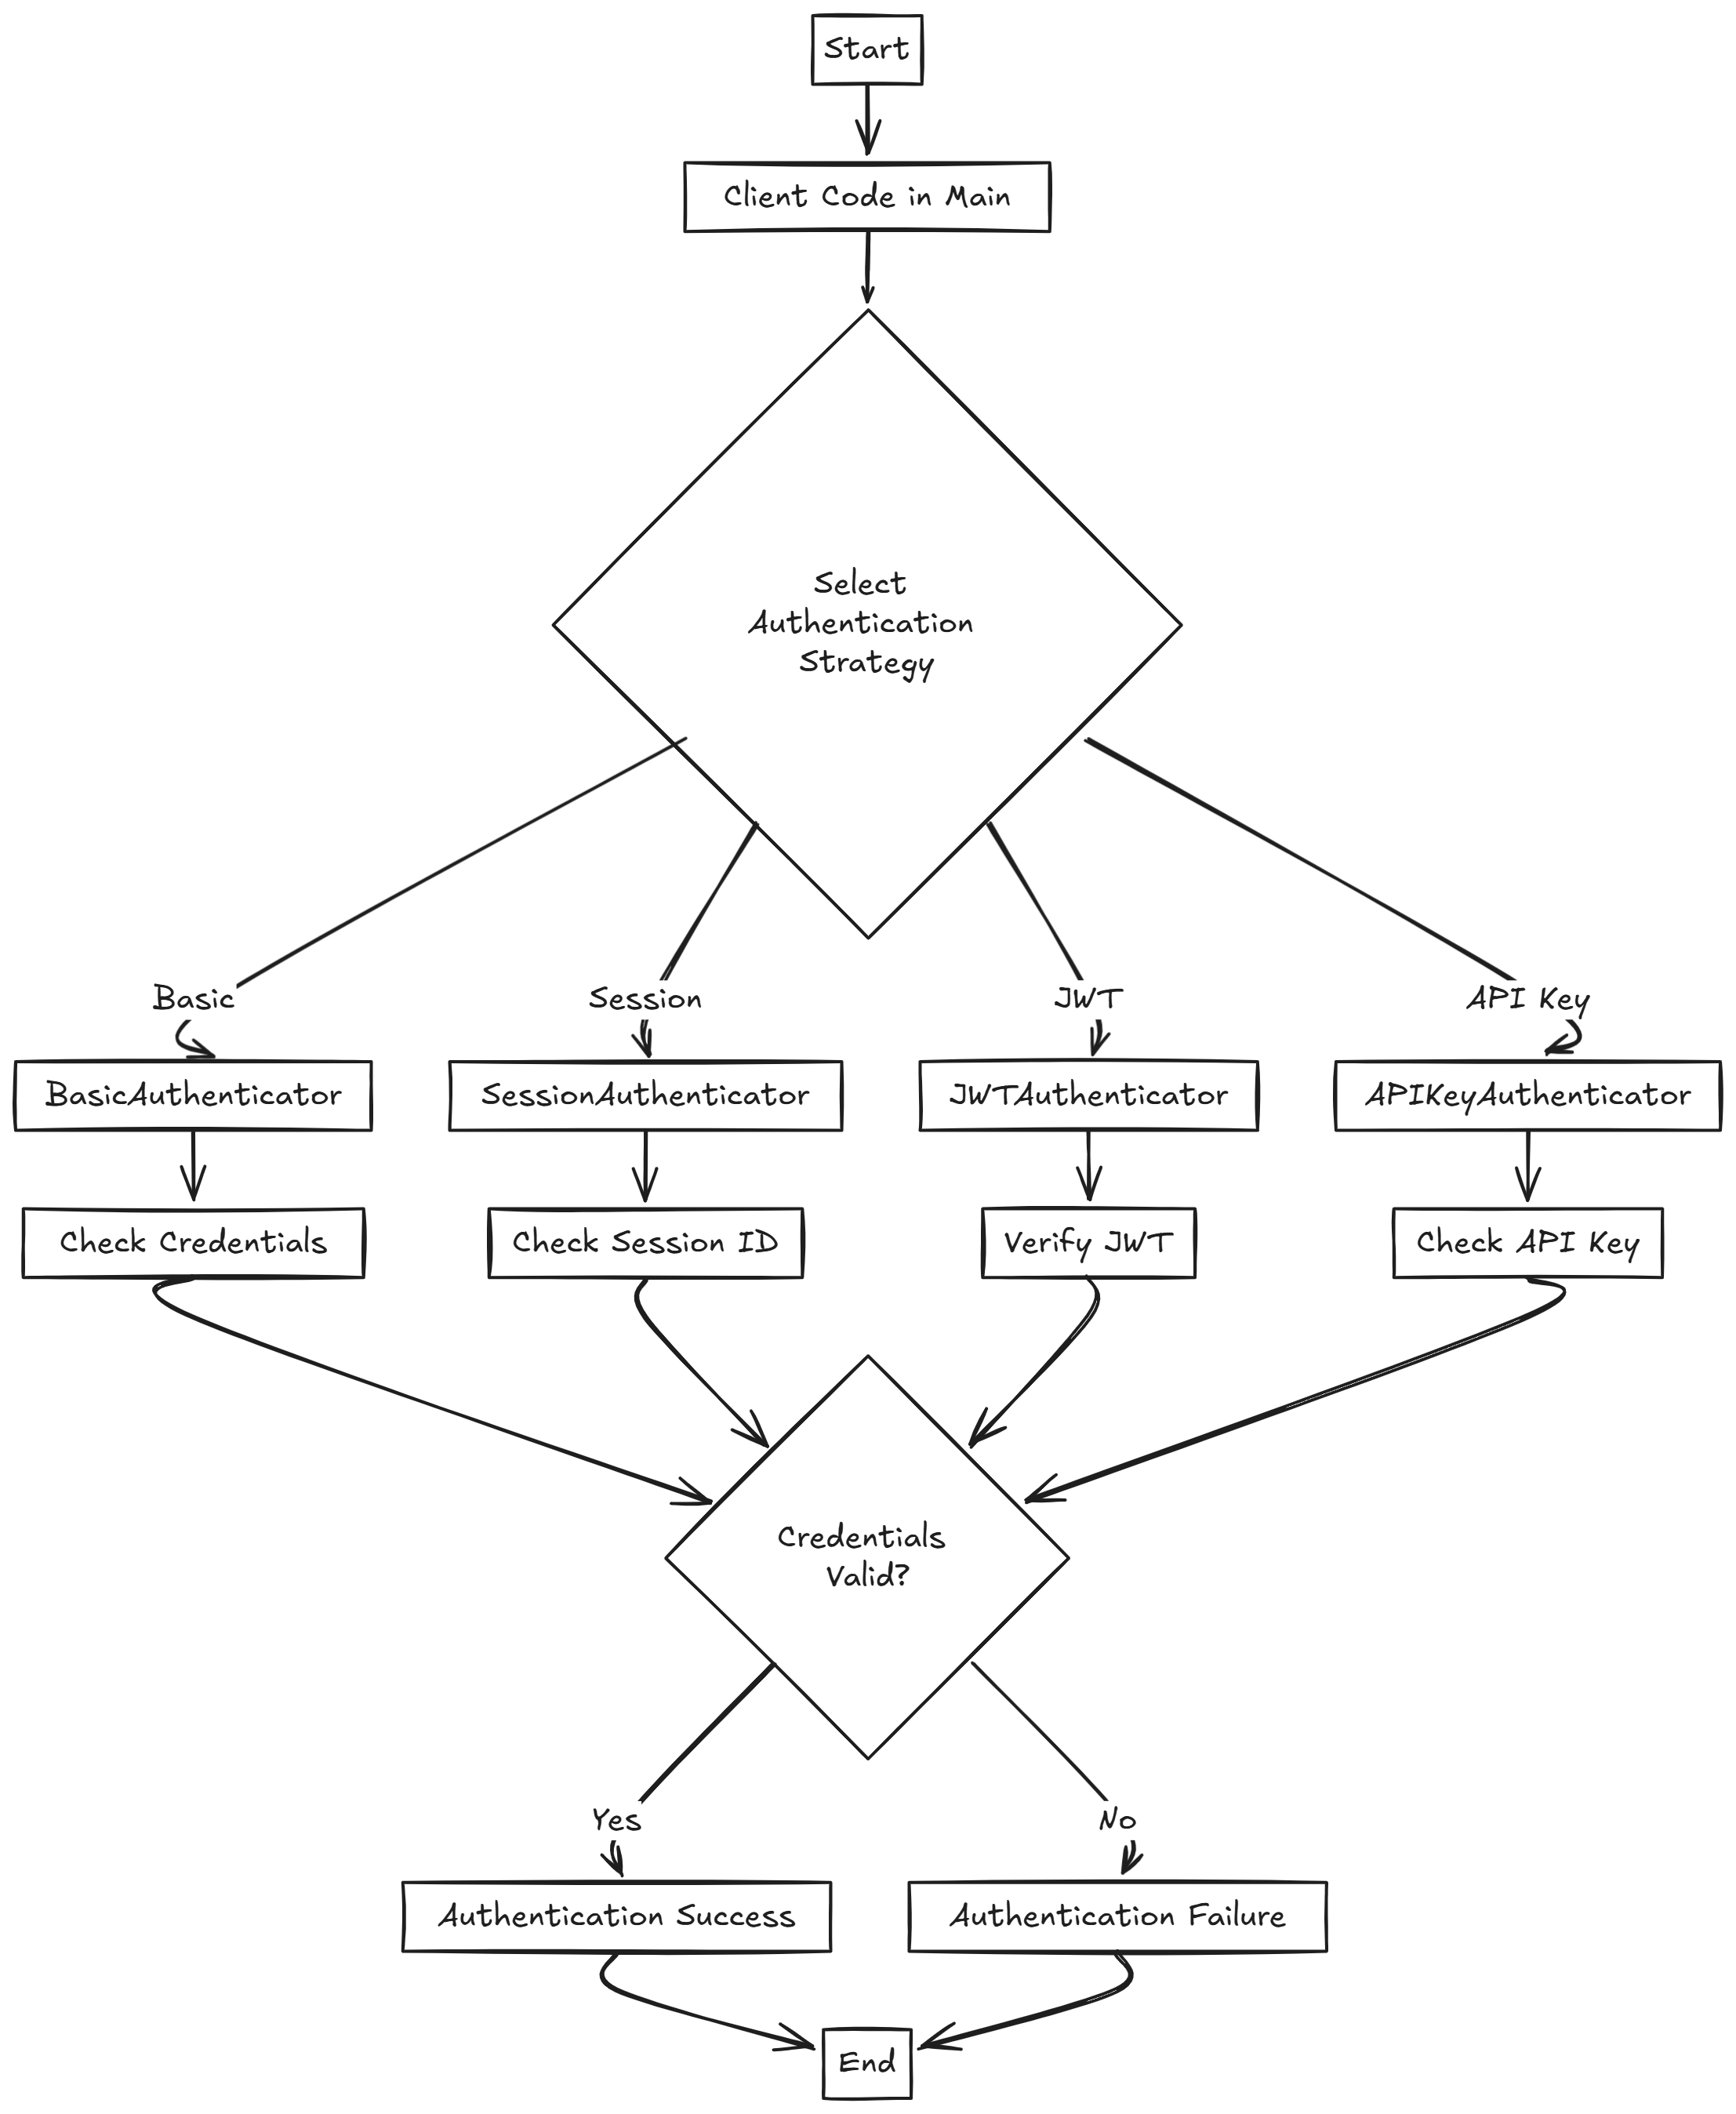 Start
Client Code in Main
Select
Authentication
Strategy
Basic
Session
JWT
API Key
BasicAuthenticator
SessionAuthenticator
JWTAuthenticator
APIKeyAuthenticator
Check Credentials
Check Session ID
Verify JWT
Check API Key
Credentials
Valid?
Yes
No
Authentication Success
Authentication Failure
End